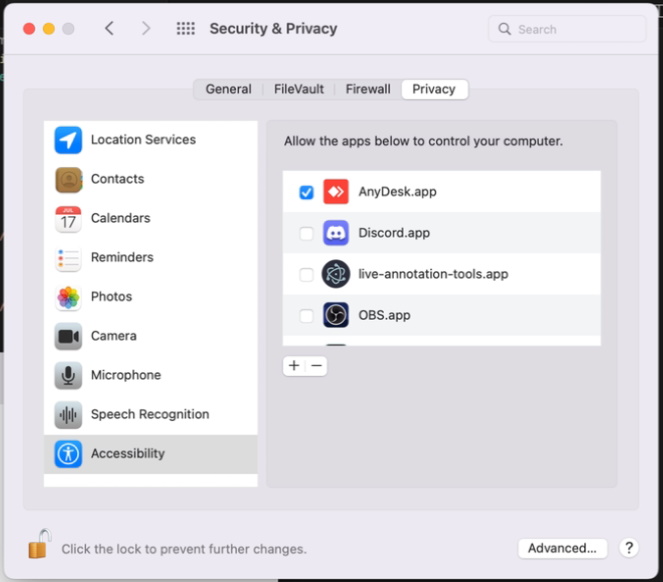 Security & Privacy
Search
General
FileVault
Firewall
Privacy
Location Services
Contacts
JUL
17
Calendars
Reminders
Photos
Camera
Microphone
Speech Recognition
Accessibility
Allow the apps below to control your computer.
AnyDesk.app
Discord.app
live-annotation-tools.app
OBS.app
+ −
Click the lock to prevent further changes.
Advanced...
?